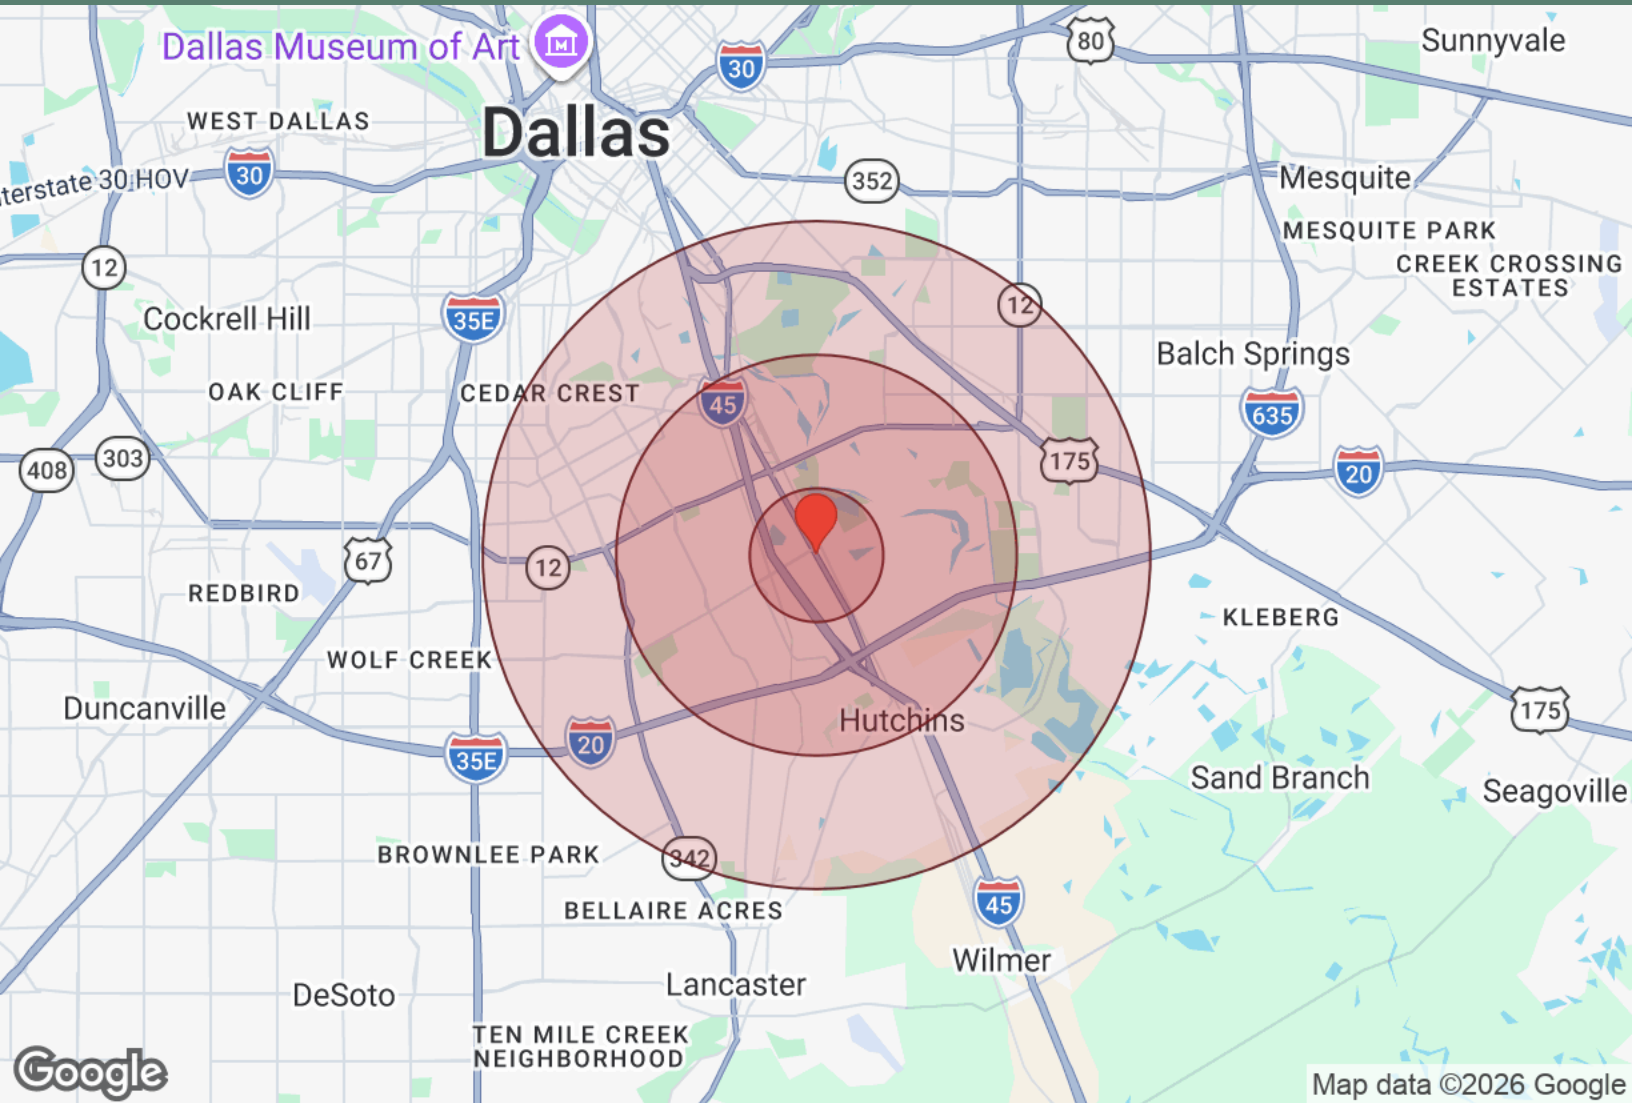 Dallas Museum of Art
30
80
Sunnyvale
WEST DALLAS
Dallas
30
Interstate 30 HOV
352
Mesquite
MESQUITE PARK
12
CREEK CROSSING
ESTATES
12
Cockrell Hill
35E
Balch Springs
OAK CLIFF
CEDAR CREST
45
635
408
303
175
20
67
12
REDBIRD
KLEBERG
WOLF CREEK
Duncanville
Hutchins
175
35E
20
Sand Branch
Seagoville
BROWNLEE PARK
342
BELLAIRE ACRES
45
Wilmer
Lancaster
DeSoto
TEN MILE CREEK
NEIGHBORHOOD
Google
Map data ©2026 Google